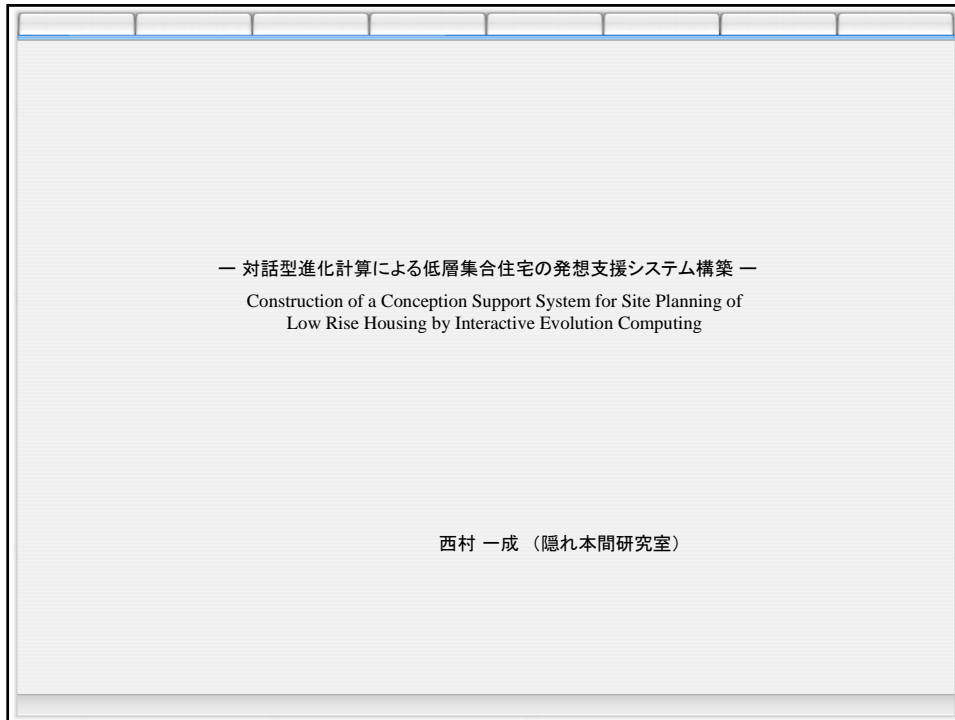 ― 対話型進化計算による低層集合住宅の発想支援システム構築 ―
Construction of a Conception Support System for Site Planning of
Low Rise Housing by Interactive Evolution Computing
西村 一成 （隠れ本間研究室）